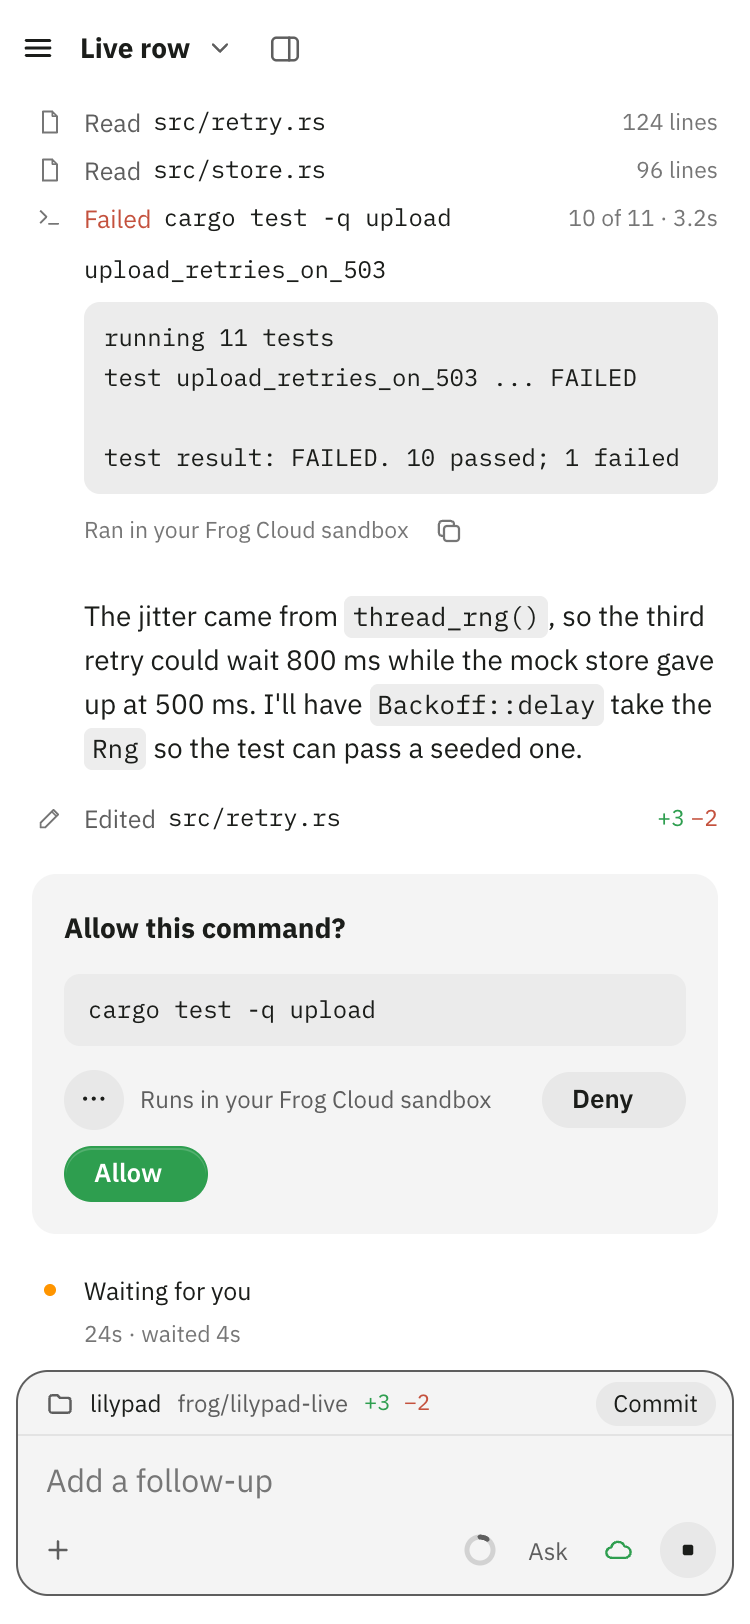 Live row
Read src/retry.rs 124 lines
Read src/store.rs 96 lines
Failed cargo test -q upload 10 of 11 · 3.2s
upload_retries_on_503
running 11 tests
test upload_retries_on_503 ... FAILED
test result: FAILED. 10 passed; 1 failed
Ran in your Frog Cloud sandbox
The jitter came from thread_rng(), so the third
retry could wait 800 ms while the mock store gave
up at 500 ms. I'll have Backoff::delay take the
Rng so the test can pass a seeded one.
Edited src/retry.rs +3 −2
Allow this command?
cargo test -q upload
Runs in your Frog Cloud sandbox Deny
Allow
Waiting for you
24s · waited 4s
lilypad frog/lilypad-live +3 −2 Commit
Add a follow-up
Ask